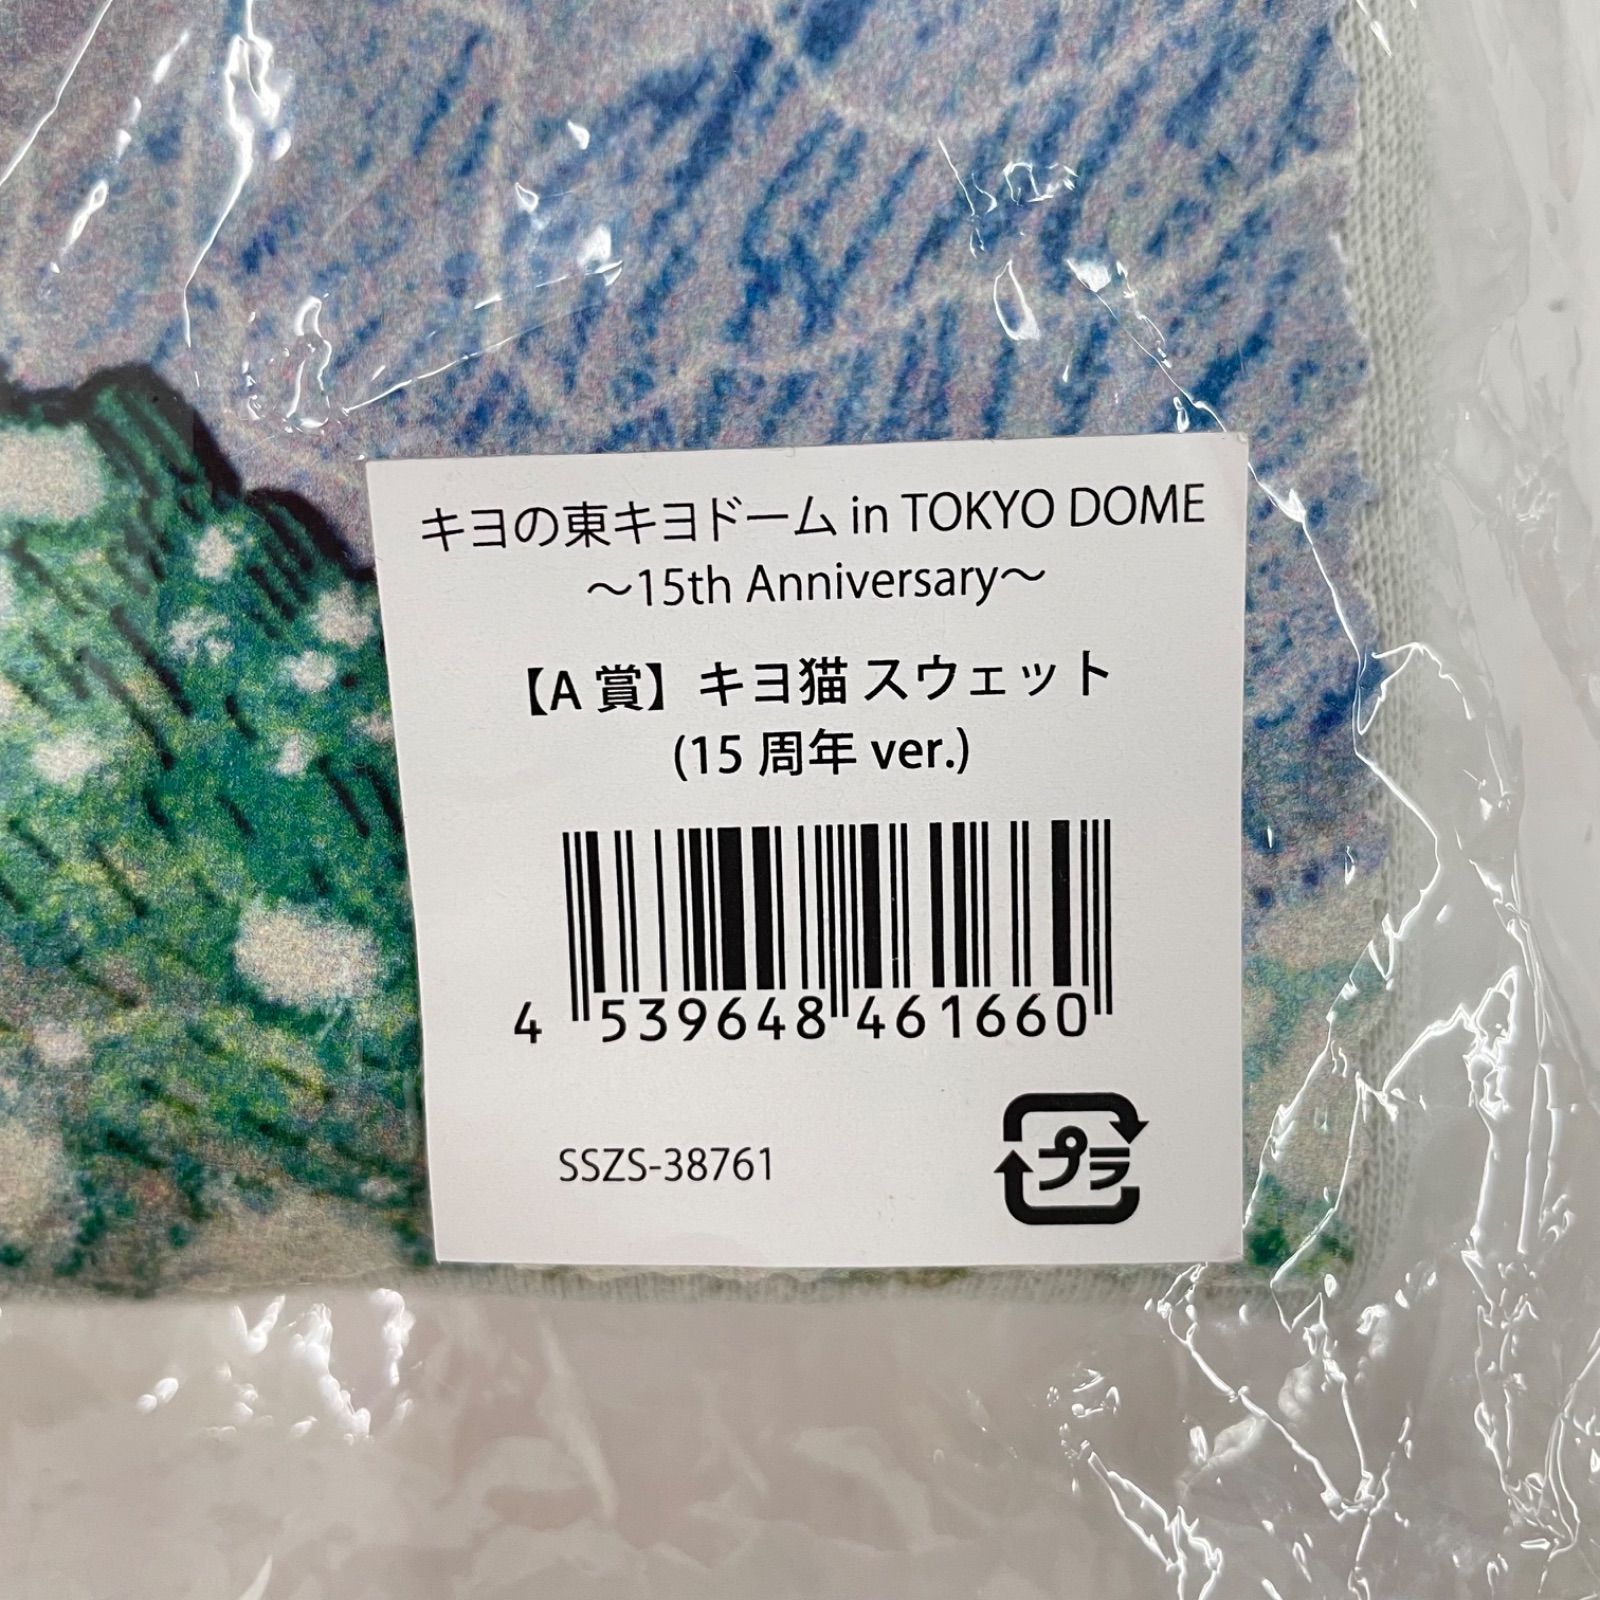 キヨの東キヨドーム in TOKYO DOME
～15th Anniversary～
【A 賞】キヨ猫 スウェット
(15 周年 ver.)
4 539648 461660
SSZS-38761
プラ